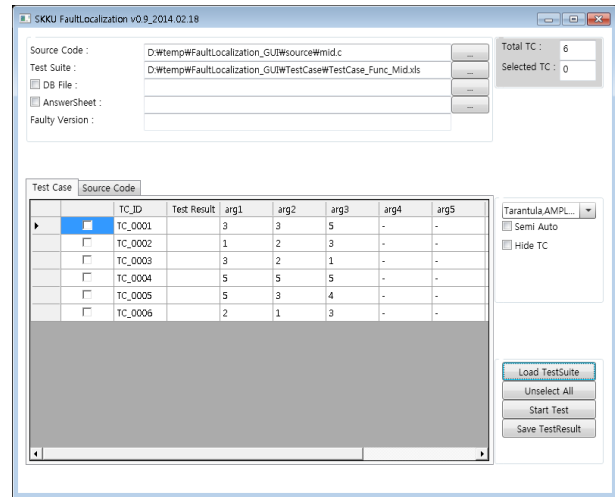 SKKU FaultLocalization v0.9_2014.02.18
Source Code : D:₩temp₩FaultLocalization_GUI₩source₩mid.c ...
Test Suite : D:₩temp₩FaultLocalization_GUI₩TestCase₩TestCase_Func_Mid.xls ...
DB File : ...
AnswerSheet : ...
Faulty Version :
Total TC : 6
Selected TC : 0
Test Case Source Code
TC_ID Test Result arg1 arg2 arg3 arg4 arg5
TC_0001 3 3 5 - -
TC_0002 1 2 3 - -
TC_0003 3 2 1 - -
TC_0004 5 5 5 - -
TC_0005 5 3 4 - -
TC_0006 2 1 3 - -
Tarantula,AMPL...
Semi Auto
Hide TC
Load TestSuite
Unselect All
Start Test
Save TestResult